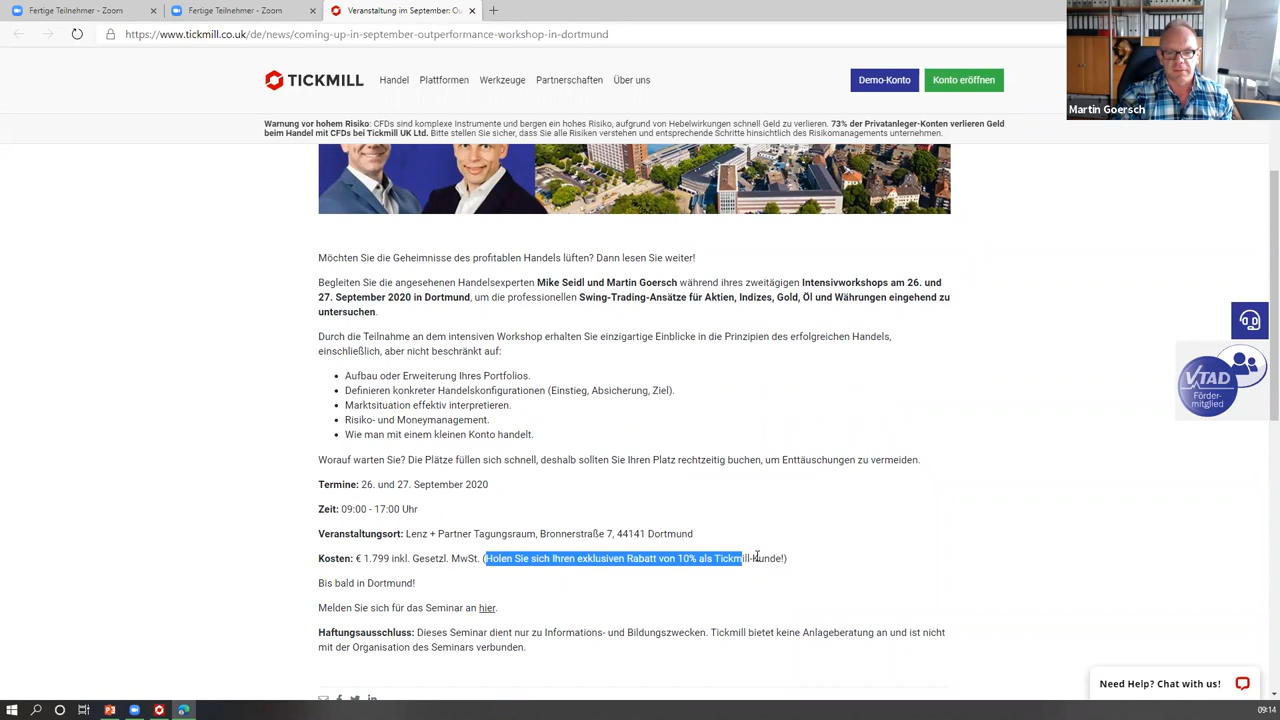 Fertige Teilnehmer - Zoom
Fertige Teilnehmer - Zoom
Veranstaltung im September: Ou
https://www.tickmill.co.uk/de/news/coming-up-in-september-outperformance-workshop-in-dortmund
TICKMILL
Handel
Plattformen
Werkzeuge
Partnerschaften
Über uns
Demo-Konto
Konto eröffnen
Martin Goersch
Warnung vor hohem Risiko: CFDs sind komplexe Instrumente und bergen ein hohes Risiko, aufgrund von Hebelwirkungen schnell Geld zu verlieren. 73% der Privatanleger-Konten verlieren Geld
beim Handel mit CFDs bei Tickmill UK Ltd. Bitte stellen Sie sicher, dass Sie alle Risiken verstehen und entsprechende Schritte hinsichtlich des Risikomanagements unternehmen.
Möchten Sie die Geheimnisse des profitablen Handels lüften? Dann lesen Sie weiter!
Begleiten Sie die angesehenen Handelsexperten Mike Seidl und Martin Goersch während ihres zweitägigen Intensivworkshops am 26. und
27. September 2020 in Dortmund, um die professionellen Swing-Trading-Ansätze für Aktien, Indizes, Gold, Öl und Währungen eingehend zu
untersuchen.
Durch die Teilnahme an dem intensiven Workshop erhalten Sie einzigartige Einblicke in die Prinzipien des erfolgreichen Handels,
einschließlich, aber nicht beschränkt auf:
• Aufbau oder Erweiterung Ihres Portfolios.
• Definieren konkreter Handelskonfigurationen (Einstieg, Absicherung, Ziel).
• Marktsituation effektiv interpretieren.
• Risiko- und Moneymanagement.
• Wie man mit einem kleinen Konto handelt.
Worauf warten Sie? Die Plätze füllen sich schnell, deshalb sollten Sie Ihren Platz rechtzeitig buchen, um Enttäuschungen zu vermeiden.
Termine: 26. und 27. September 2020
Zeit: 09:00 - 17:00 Uhr
Veranstaltungsort: Lenz + Partner Tagungsraum, Bronnerstraße 7, 44141 Dortmund
Kosten: € 1.799 inkl. Gesetzl. MwSt. (Holen Sie sich Ihren exklusiven Rabatt von 10% als Tickmill-Kunde!)
Bis bald in Dortmund!
Melden Sie sich für das Seminar an hier.
Haftungsausschluss: Dieses Seminar dient nur zu Informations- und Bildungszwecken. Tickmill bietet keine Anlageberatung an und ist nicht
mit der Organisation des Seminars verbunden.
VTAD
Förder-
mitglied
Need Help? Chat with us!
09:14